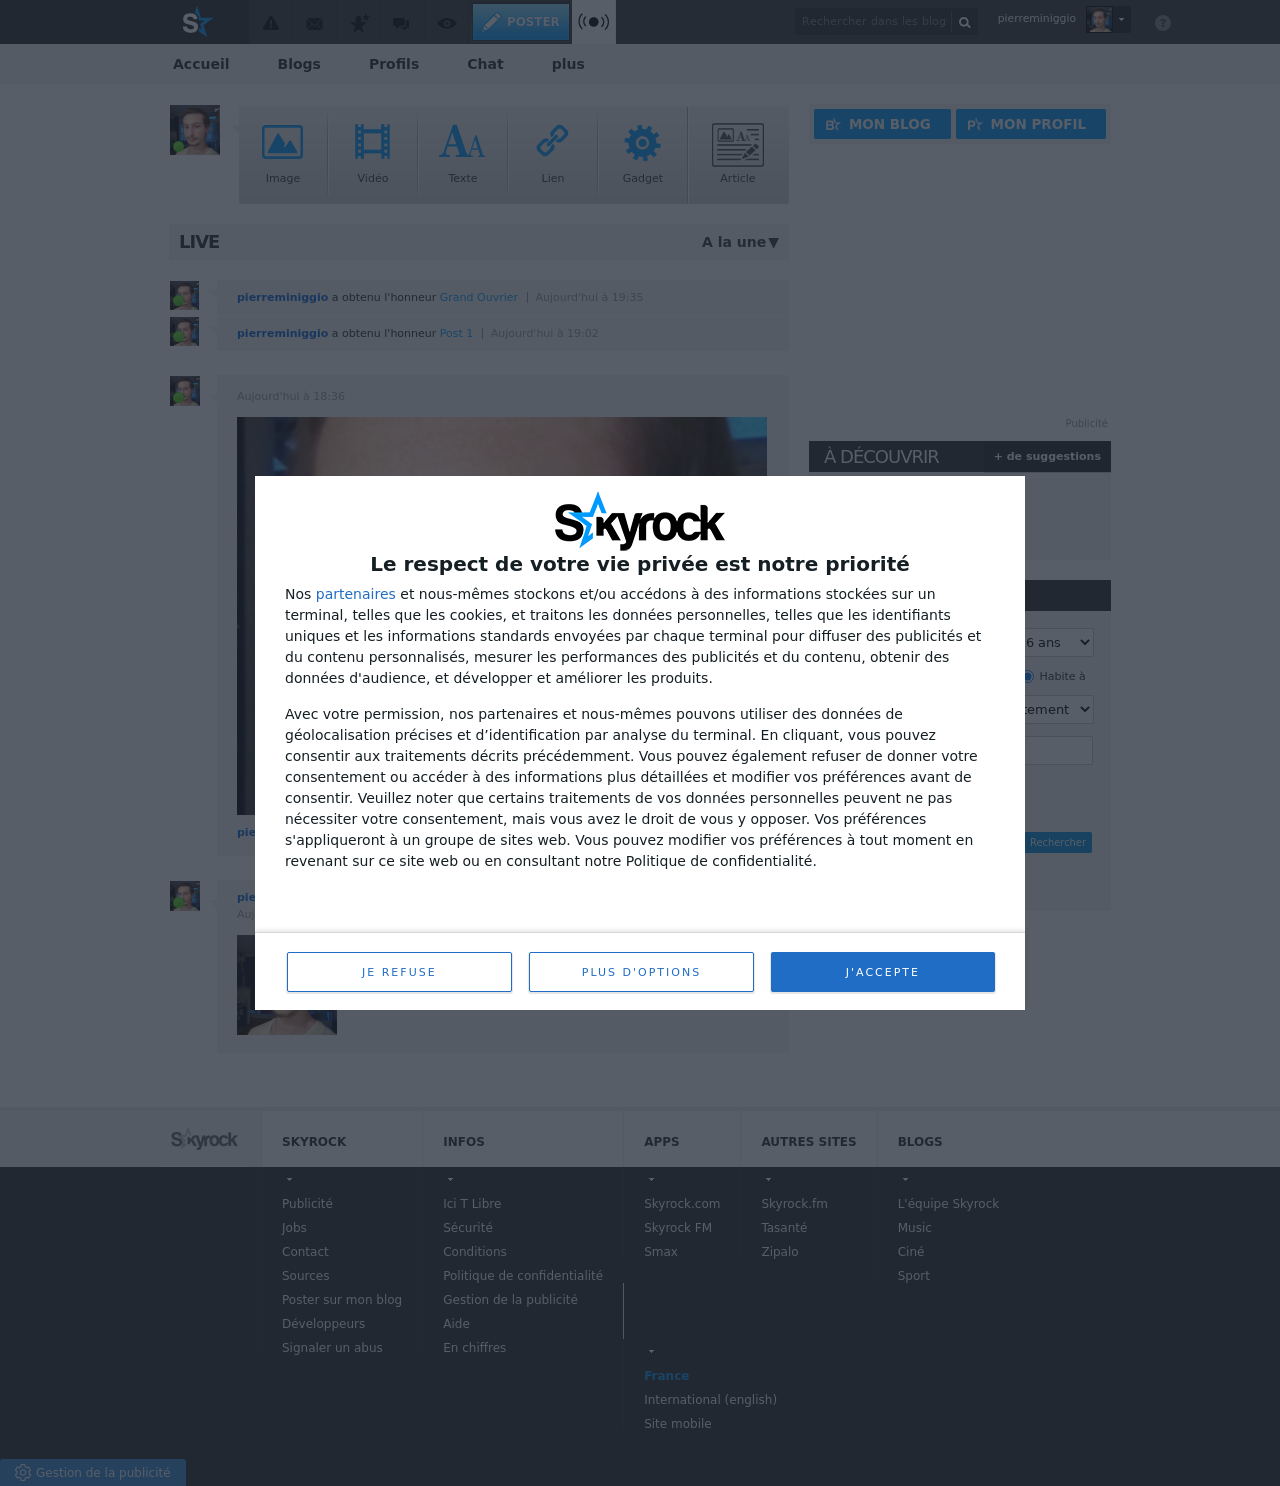 POSTER
Rechercher dans les blog
pierreminiggio
?
Accueil Blogs Profils Chat plus
Image Vidéo Texte Lien Gadget Article
MON BLOG MON PROFIL
LIVE A la une ▼
pierreminiggio a obtenu l'honneur Grand Ouvrier | Aujourd'hui à 19:35
pierreminiggio a obtenu l'honneur Post 1 | Aujourd'hui à 19:02
Aujourd'hui à 18:36
Publicité
À DÉCOUVRIR + de suggestions
Skyrock
Le respect de votre vie privée est notre priorité
Nos partenaires et nous-mêmes stockons et/ou accédons à des informations stockées sur un
terminal, telles que les cookies, et traitons les données personnelles, telles que les identifiants
uniques et les informations standards envoyées par chaque terminal pour diffuser des publicités et
du contenu personnalisés, mesurer les performances des publicités et du contenu, obtenir des
données d'audience, et développer et améliorer les produits.
Avec votre permission, nos partenaires et nous-mêmes pouvons utiliser des données de
géolocalisation précises et d’identification par analyse du terminal. En cliquant, vous pouvez
consentir aux traitements décrits précédemment. Vous pouvez également refuser de donner votre
consentement ou accéder à des informations plus détaillées et modifier vos préférences avant de
consentir. Veuillez noter que certains traitements de vos données personnelles peuvent ne pas
nécessiter votre consentement, mais vous avez le droit de vous y opposer. Vos préférences
s'appliqueront à un groupe de sites web. Vous pouvez modifier vos préférences à tout moment en
revenant sur ce site web ou en consultant notre Politique de confidentialité.
JE REFUSE PLUS D'OPTIONS J'ACCEPTE
6 ans
Habite à
tement
Rechercher
pie
pie
Auj
Skyrock
SKYROCK INFOS APPS AUTRES SITES BLOGS
Publicité Ici T Libre Skyrock.com Skyrock.fm L'équipe Skyrock
Jobs Sécurité Skyrock FM Tasanté Music
Contact Conditions Smax Zipalo Ciné
Sources Politique de confidentialité Sport
Poster sur mon blog Gestion de la publicité
Développeurs Aide
Signaler un abus En chiffres
France
International (english)
Site mobile
Gestion de la publicité